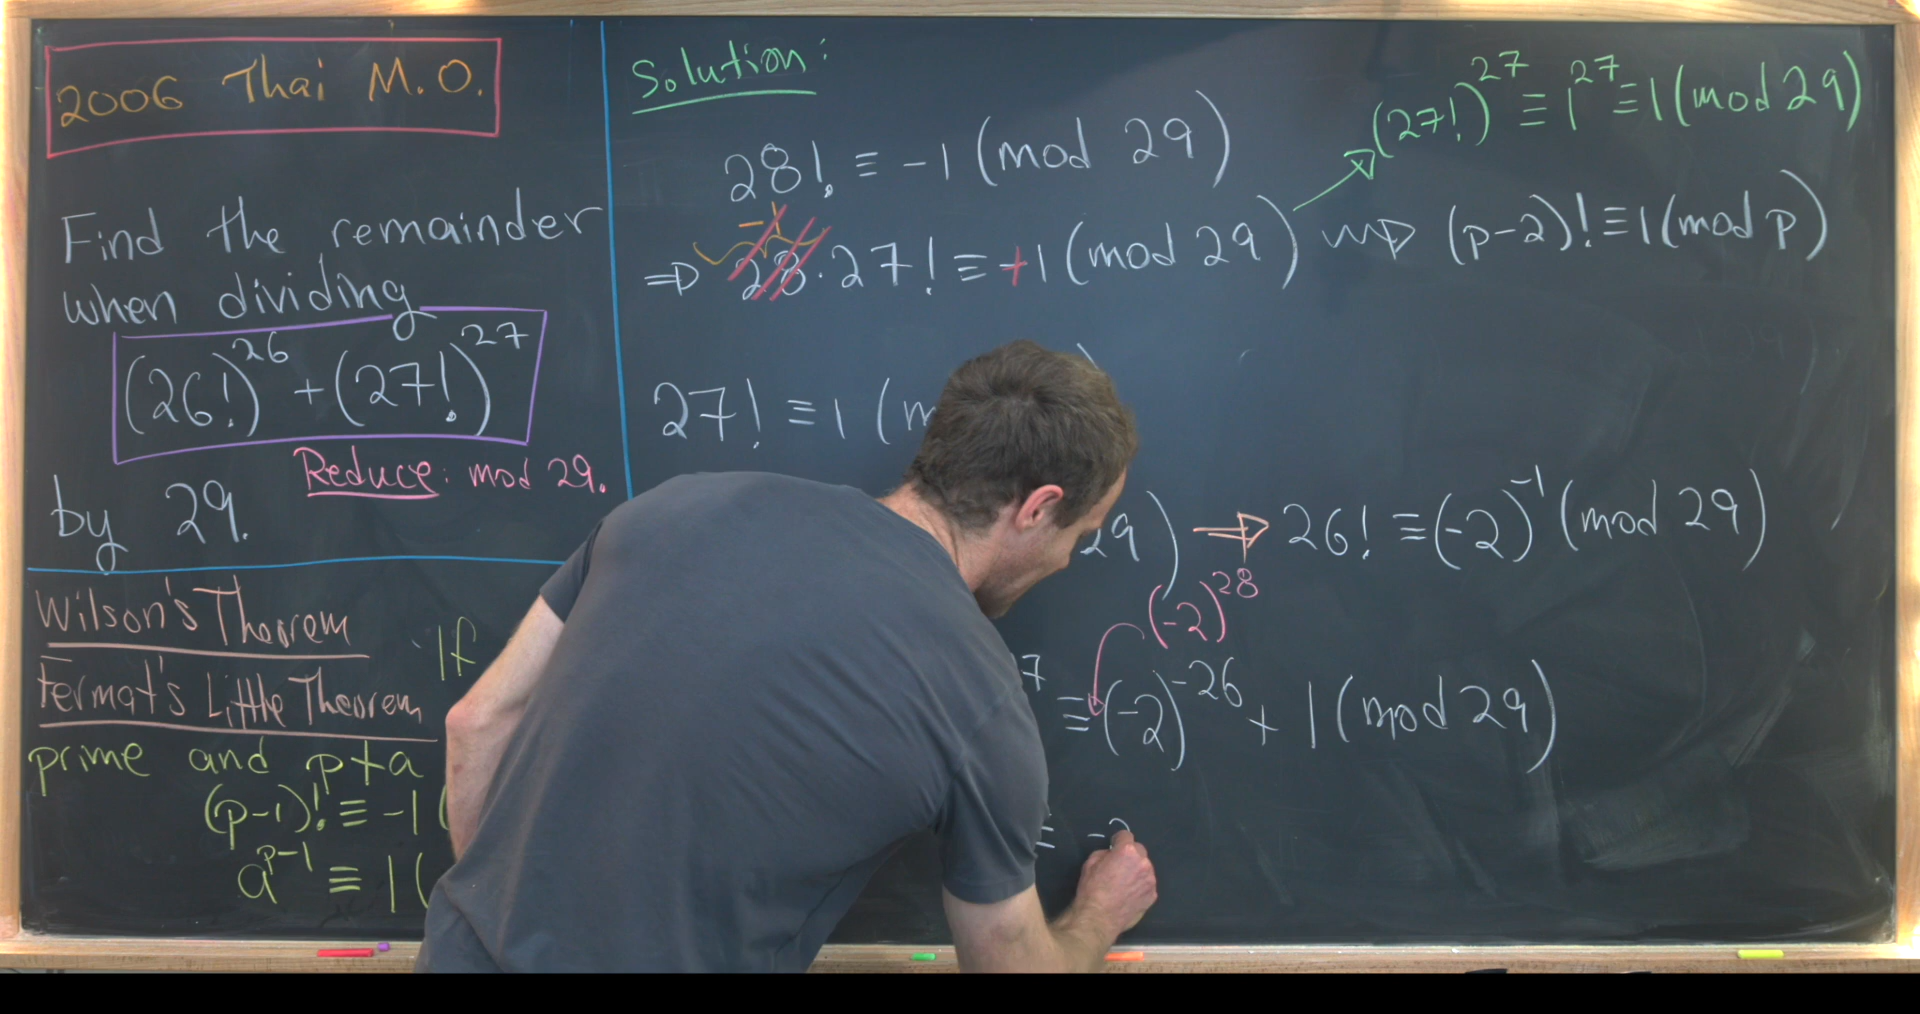 2006 Thai M.O.
Find the remainder
when dividing
(26!)^26 + (27!)^27
Reduce: mod 29.
by 29.
Wilson's Theorem
Fermat's Little Theorem
If
prime and p∤a
(p-1)! ≡ -1 (
a^p-1 ≡ 1 (
Solution:
28! ≡ -1 (mod 29)
-1
⇒ 28·27! ≡ +1 (mod 29)
(27!)^27 ≡ 1^27 ≡ 1 (mod 29)
(p-2)! ≡ 1 (mod p)
27! ≡ 1 (
29) → 26! ≡ (-2)^-1 (mod 29)
(-2)^28
7 ≡ (-2)^-26 + 1 (mod 29)
≡